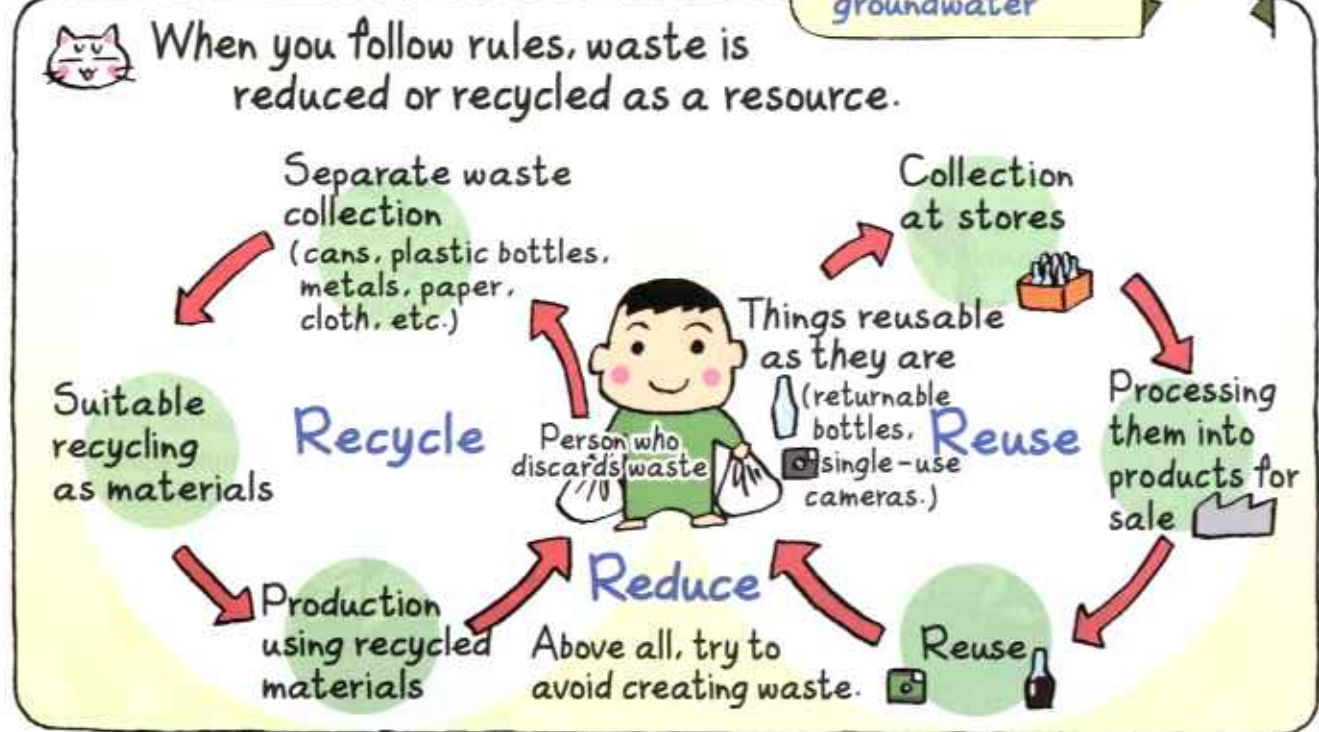 groundwater
When you follow rules, waste is
reduced or recycled as a resource.
Separate waste
collection
(cans, plastic bottles,
metals, paper,
cloth, etc.)
Suitable
recycling
as materials
Production
using recycled
materials
Recycle
Person who
discards waste
Reduce
Above all, try to
avoid creating waste.
Things reusable
as they are
(returnable
bottles,
single-use
cameras.)
Reuse
Collection
at stores
Processing
them into
products for
sale
Reuse